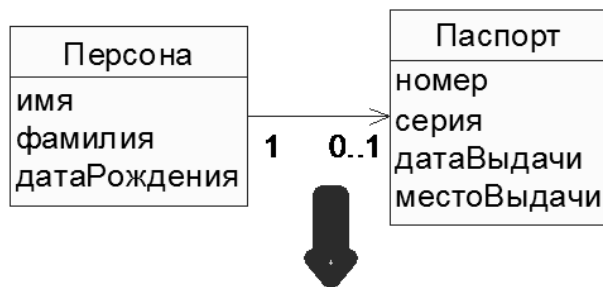 Персона
имя
фамилия
датаРождения
1 0..1
Паспорт
номер
серия
датаВыдачи
местоВыдачи